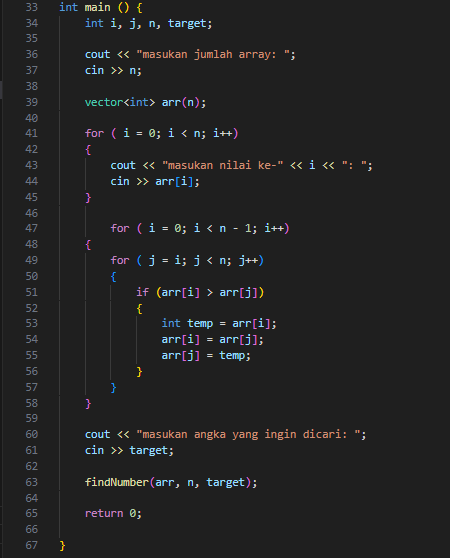 33 int main () {
34 int i, j, n, target;
35
36 cout << "masukan jumlah array: ";
37 cin >> n;
38
39 vector<int> arr(n);
40
41 for ( i = 0; i < n; i++)
42 {
43 cout << "masukan nilai ke-" << i << ": ";
44 cin >> arr[i];
45 }
46
47 for ( i = 0; i < n - 1; i++)
48 {
49 for ( j = i; j < n; j++)
50 {
51 if (arr[i] > arr[j])
52 {
53 int temp = arr[i];
54 arr[i] = arr[j];
55 arr[j] = temp;
56 }
57 }
58 }
59
60 cout << "masukan angka yang ingin dicari: ";
61 cin >> target;
62
63 findNumber(arr, n, target);
64
65 return 0;
66
67 }